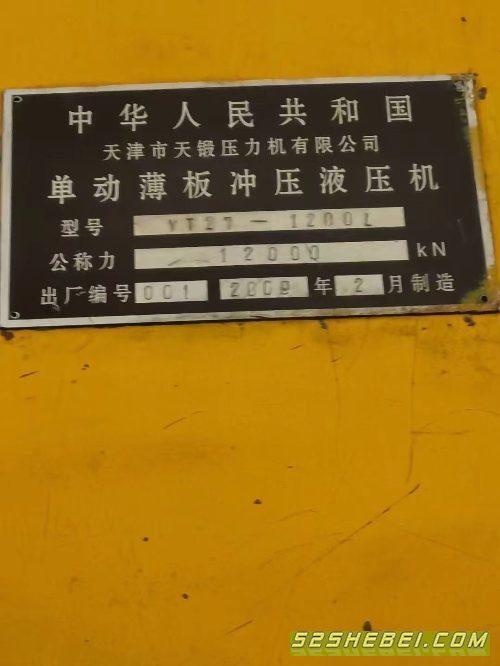 中华人民共和国
天津市天锻压力机有限公司
单动薄板冲压液压机
型号 YT27-1200L
公称力 12000 kN
出厂编号 001 2009 年 2 月制造
52SHEBEI.COM